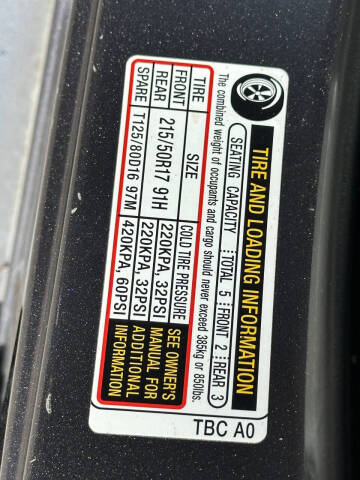 TIRE AND LOADING INFORMATION
SEATING CAPACITY TOTAL 5 FRONT 2 REAR 3
The combined weight of occupants and cargo should never exceed 385kg or 850lbs.
TIRE SIZE COLD TIRE PRESSURE
FRONT 215/50R17 91H 220KPA, 32PSI
REAR 220KPA, 32PSI
SPARE T125/80D16 97M 420KPA, 60PSI
SEE OWNER'S
MANUAL FOR
ADDITIONAL
INFORMATION
TBC A0